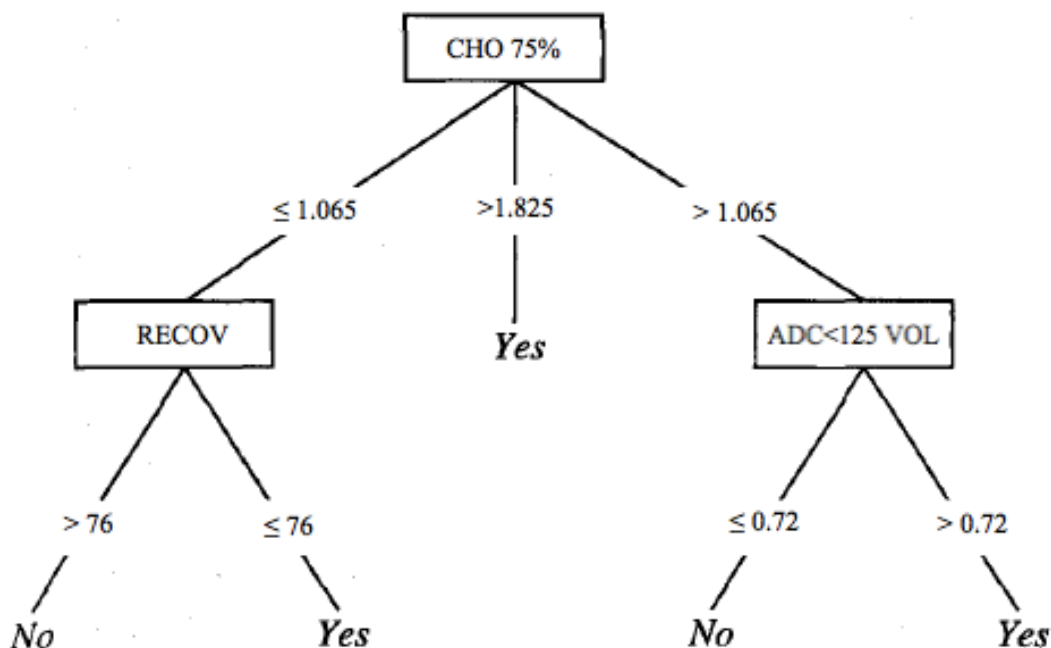 CHO 75%
≤ 1.065
>1.825
> 1.065
RECOV
Yes
ADC<125 VOL
> 76
≤ 76
≤ 0.72
> 0.72
No
Yes
No
Yes